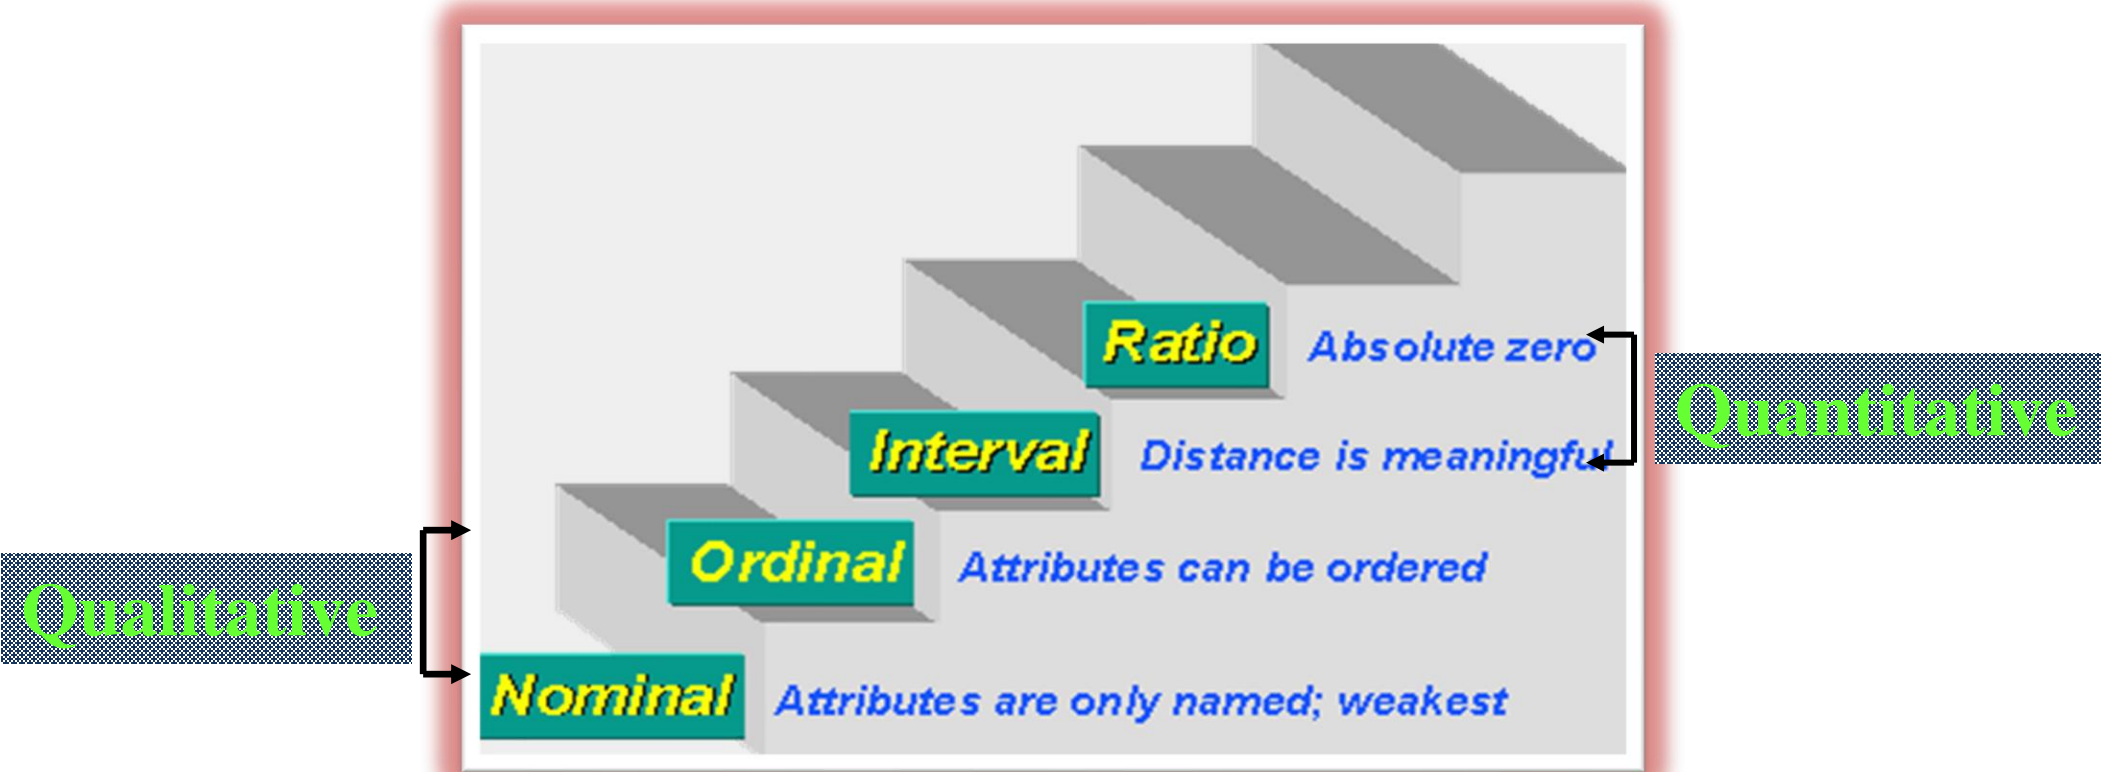 Ratio Absolute zero
Quantitative
Interval Distance is meaningful
Ordinal Attributes can be ordered
Qualitative
Nominal Attributes are only named; weakest